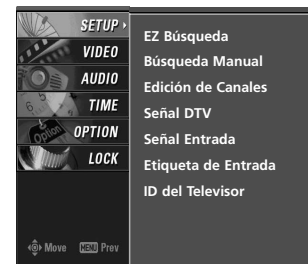 SETUP
VIDEO
AUDIO
TIME
OPTION
LOCK
Move MENU Prev
EZ Búsqueda
Búsqueda Manual
Edición de Canales
Señal DTV
Señal Entrada
Etiqueta de Entrada
ID del Televisor